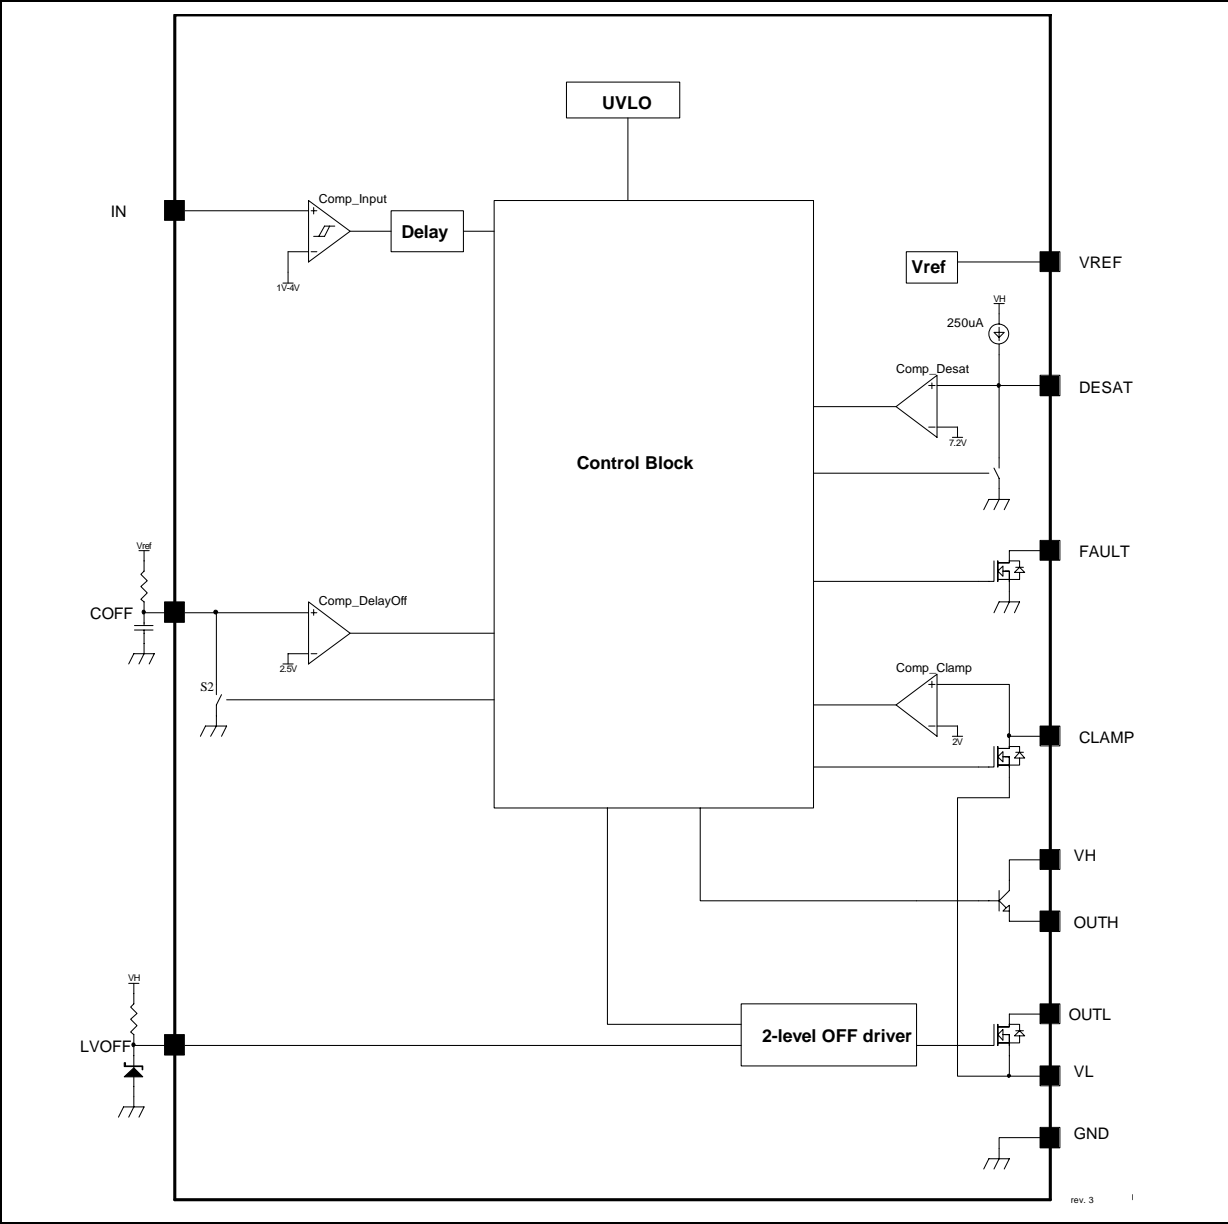 UVLO
Comp_Input
IN
Delay
1V-4V
VREF
Vref
VH
250uA
Comp_Desat
DESAT
7.2V
Control Block
Vref
FAULT
COFF
Comp_DelayOff
2.5V
S2
Comp_Clamp
2V
CLAMP
VH
OUTH
VH
LVOFF
2-level OFF driver
OUTL
VL
GND
rev. 3